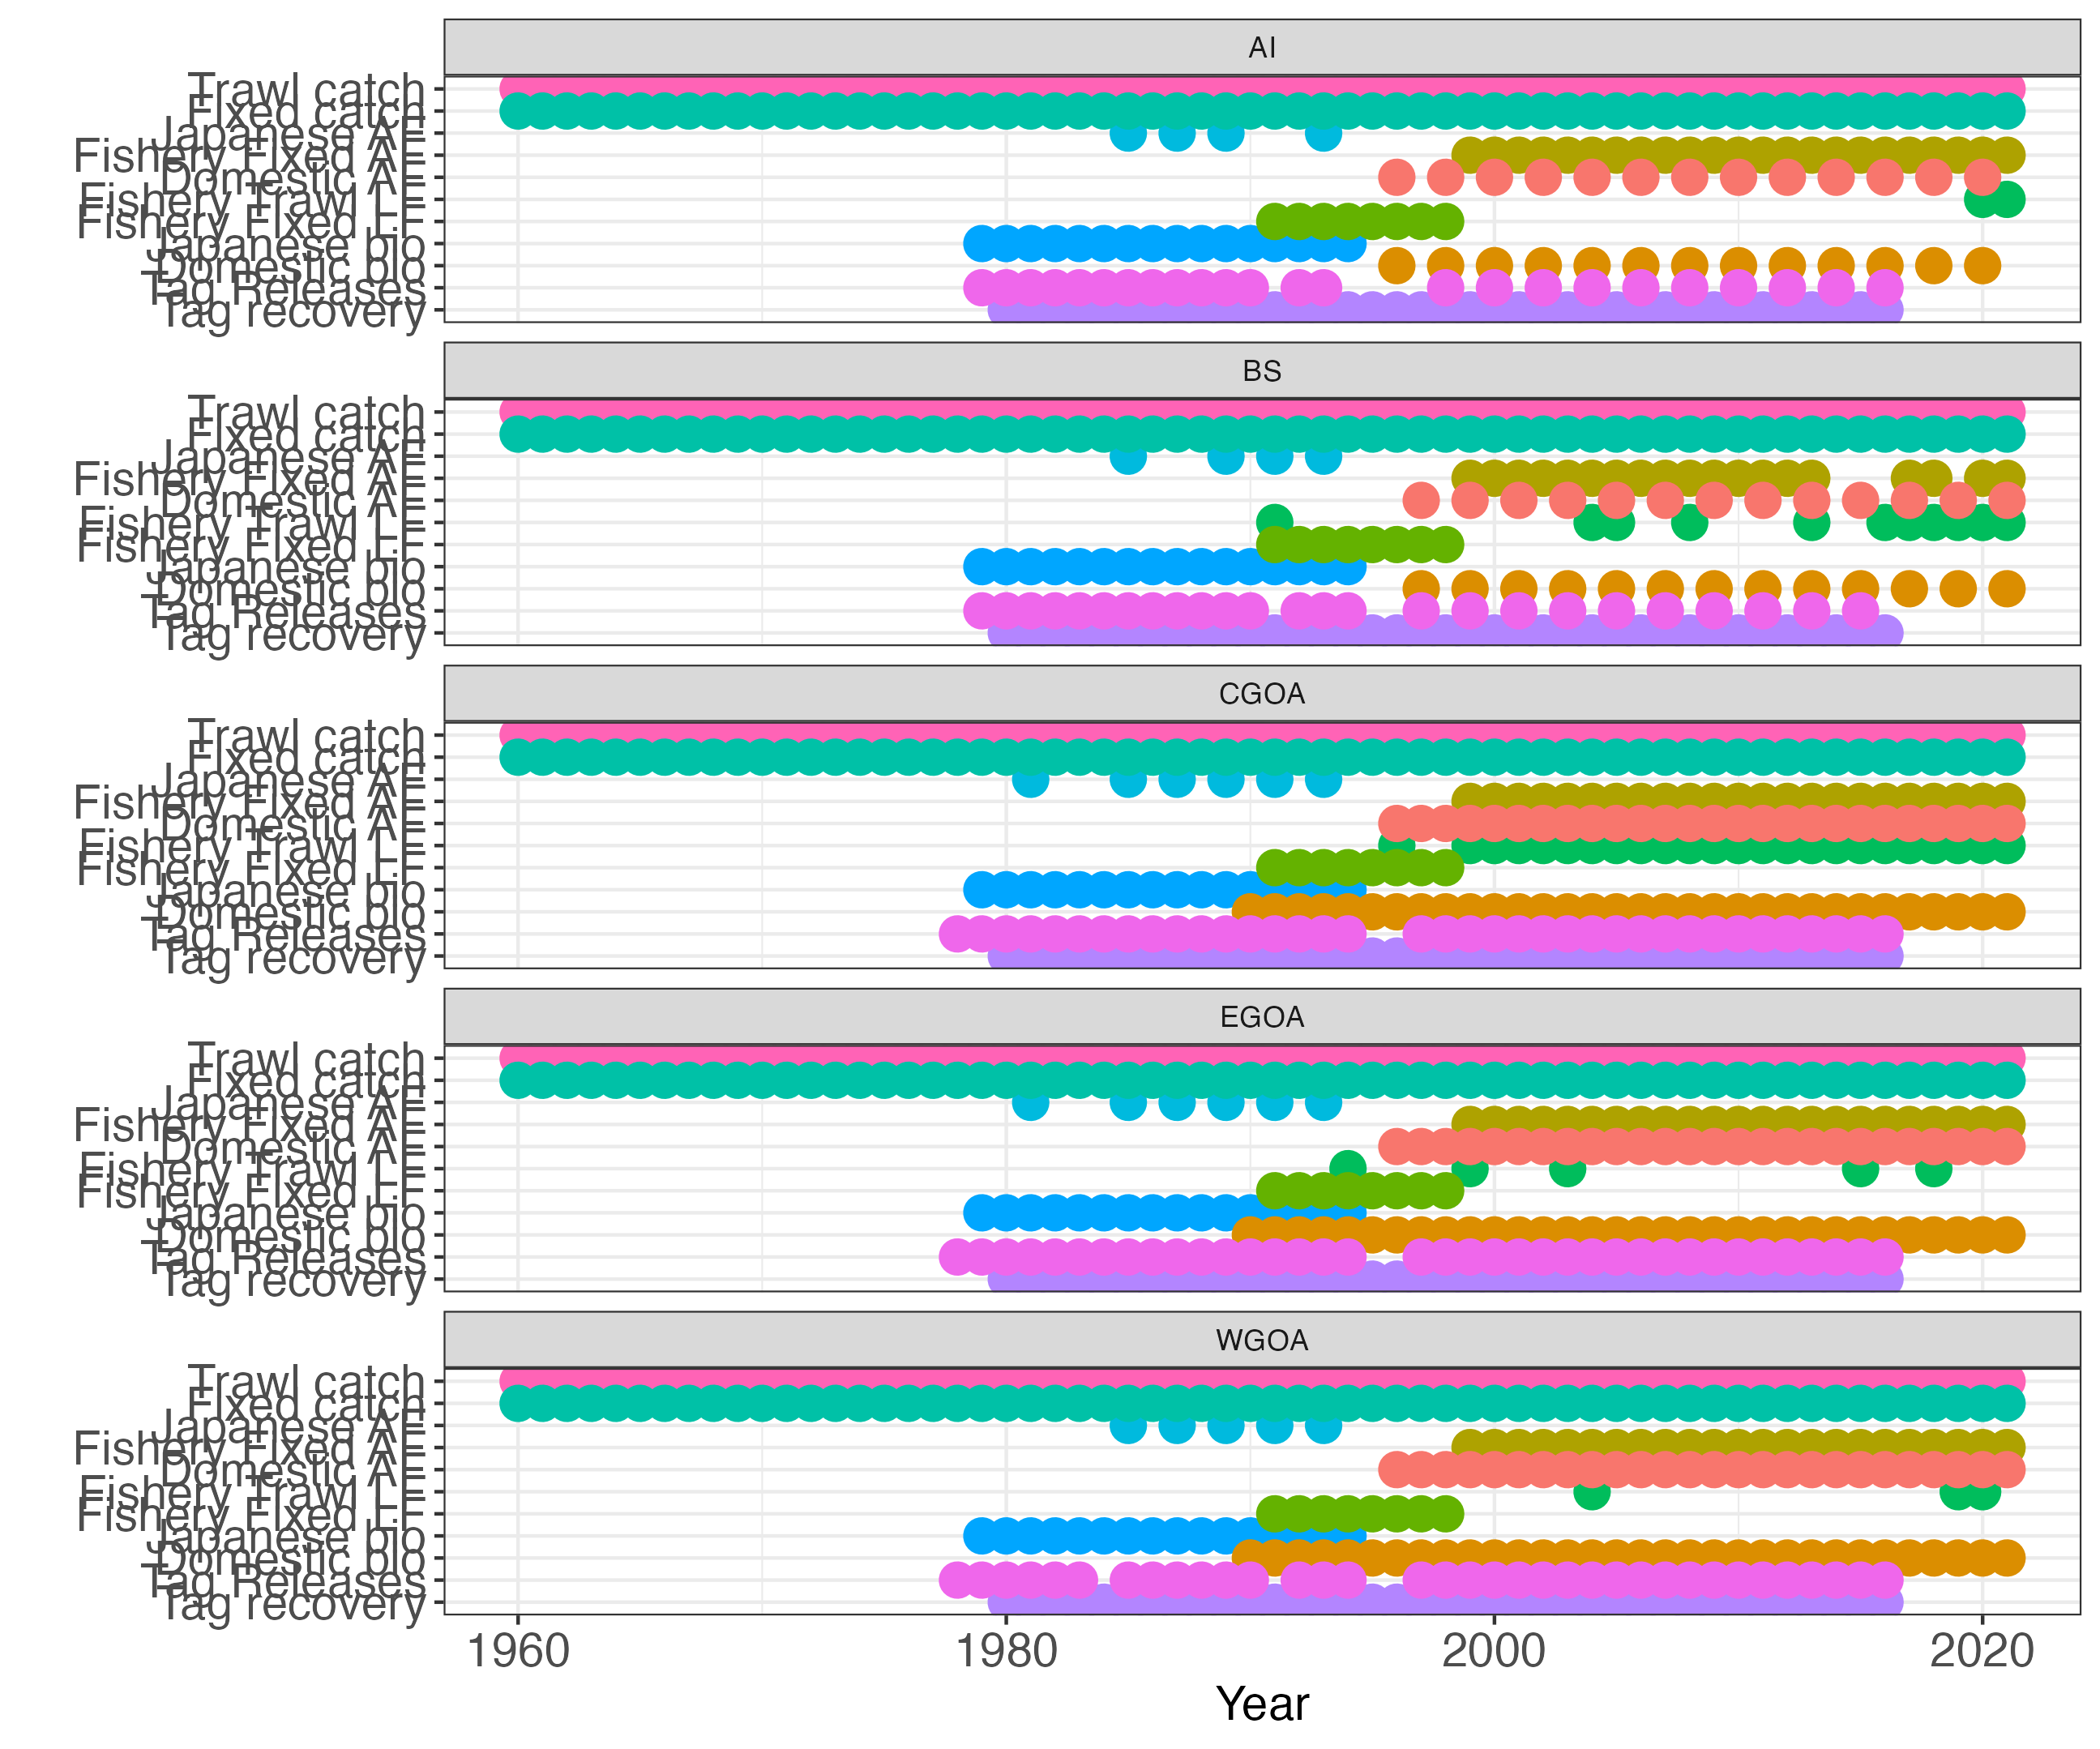 AI
Trawl catch
Fixed catch
Japanese AF
Fishery Fixed AF
Domestic AF
Fishery Trawl LF
Fishery Fixed LF
Japanese bio
Domestic bio
Tag Releases
Tag recovery
BS
Trawl catch
Fixed catch
Japanese AF
Fishery Fixed AF
Domestic AF
Fishery Trawl LF
Fishery Fixed LF
Japanese bio
Domestic bio
Tag Releases
Tag recovery
CGOA
Trawl catch
Fixed catch
Japanese AF
Fishery Fixed AF
Domestic AF
Fishery Trawl LF
Fishery Fixed LF
Japanese bio
Domestic bio
Tag Releases
Tag recovery
EGOA
Trawl catch
Fixed catch
Japanese AF
Fishery Fixed AF
Domestic AF
Fishery Trawl LF
Fishery Fixed LF
Japanese bio
Domestic bio
Tag Releases
Tag recovery
WGOA
Trawl catch
Fixed catch
Japanese AF
Fishery Fixed AF
Domestic AF
Fishery Trawl LF
Fishery Fixed LF
Japanese bio
Domestic bio
Tag Releases
Tag recovery
1960 1980 2000 2020
Year